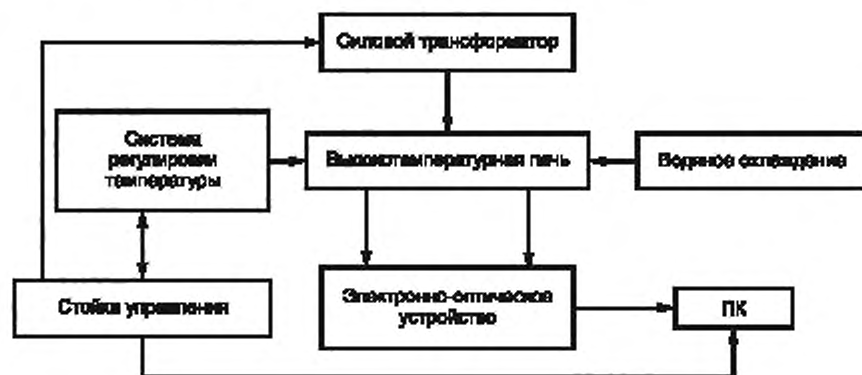 Силовой трансформатор
Система
регулировки
температуры
Высокотемпературная печь
Водяное охлаждение
Стойка управления
Электронно-оптическое
устройство
ПК